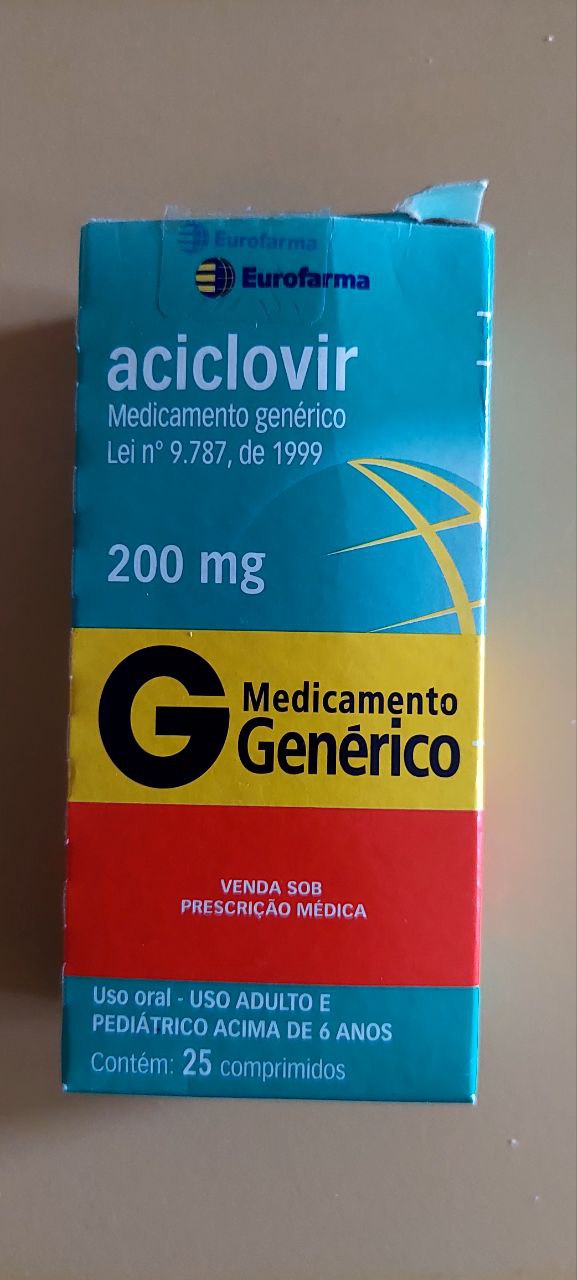 Eurofarma
Eurofarma
aciclovir
Medicamento genérico
Lei nº 9.787, de 1999
200 mg
G Medicamento
Genérico
VENDA SOB
PRESCRIÇÃO MÉDICA
Uso oral - USO ADULTO E
PEDIÁTRICO ACIMA DE 6 ANOS
Contém: 25 comprimidos